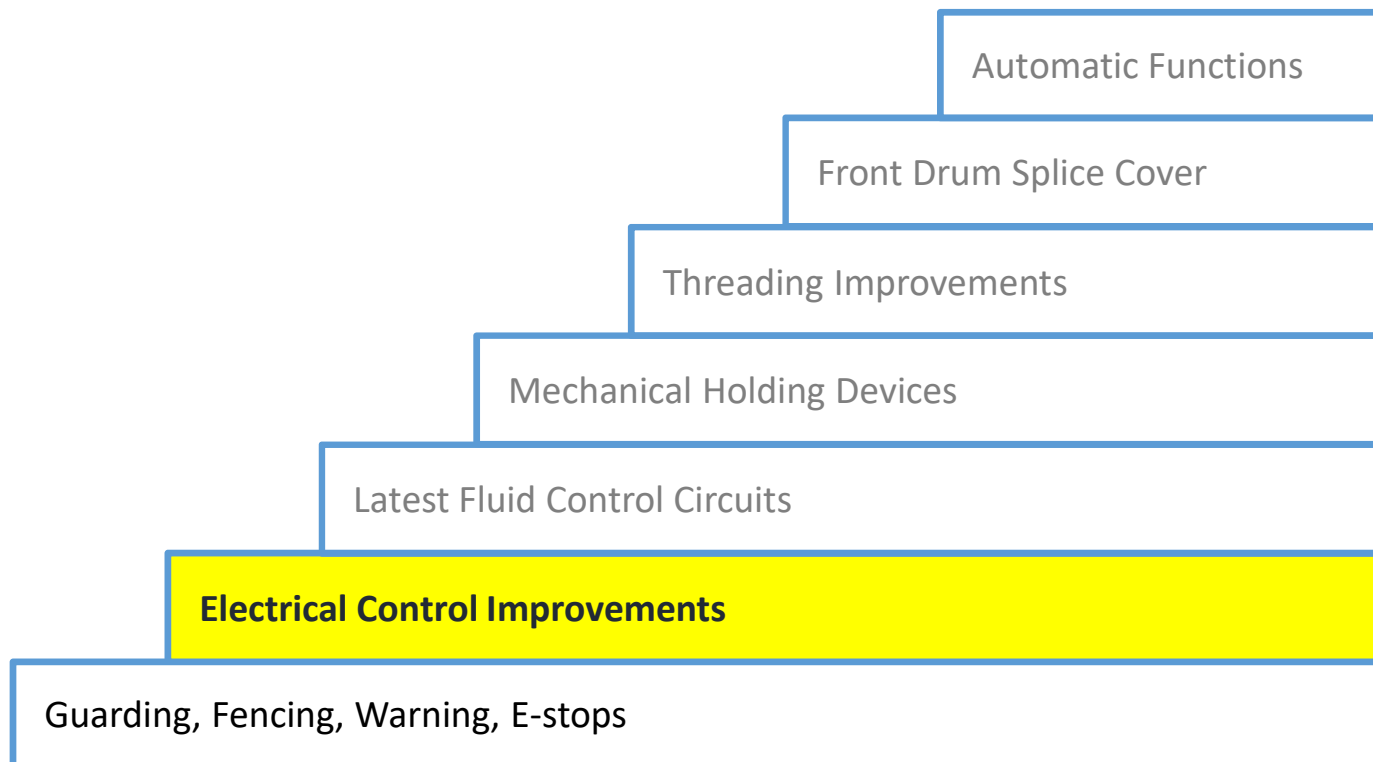 Automatic Functions
Front Drum Splice Cover
Threading Improvements
Mechanical Holding Devices
Latest Fluid Control Circuits
Electrical Control Improvements
Guarding, Fencing, Warning, E-stops